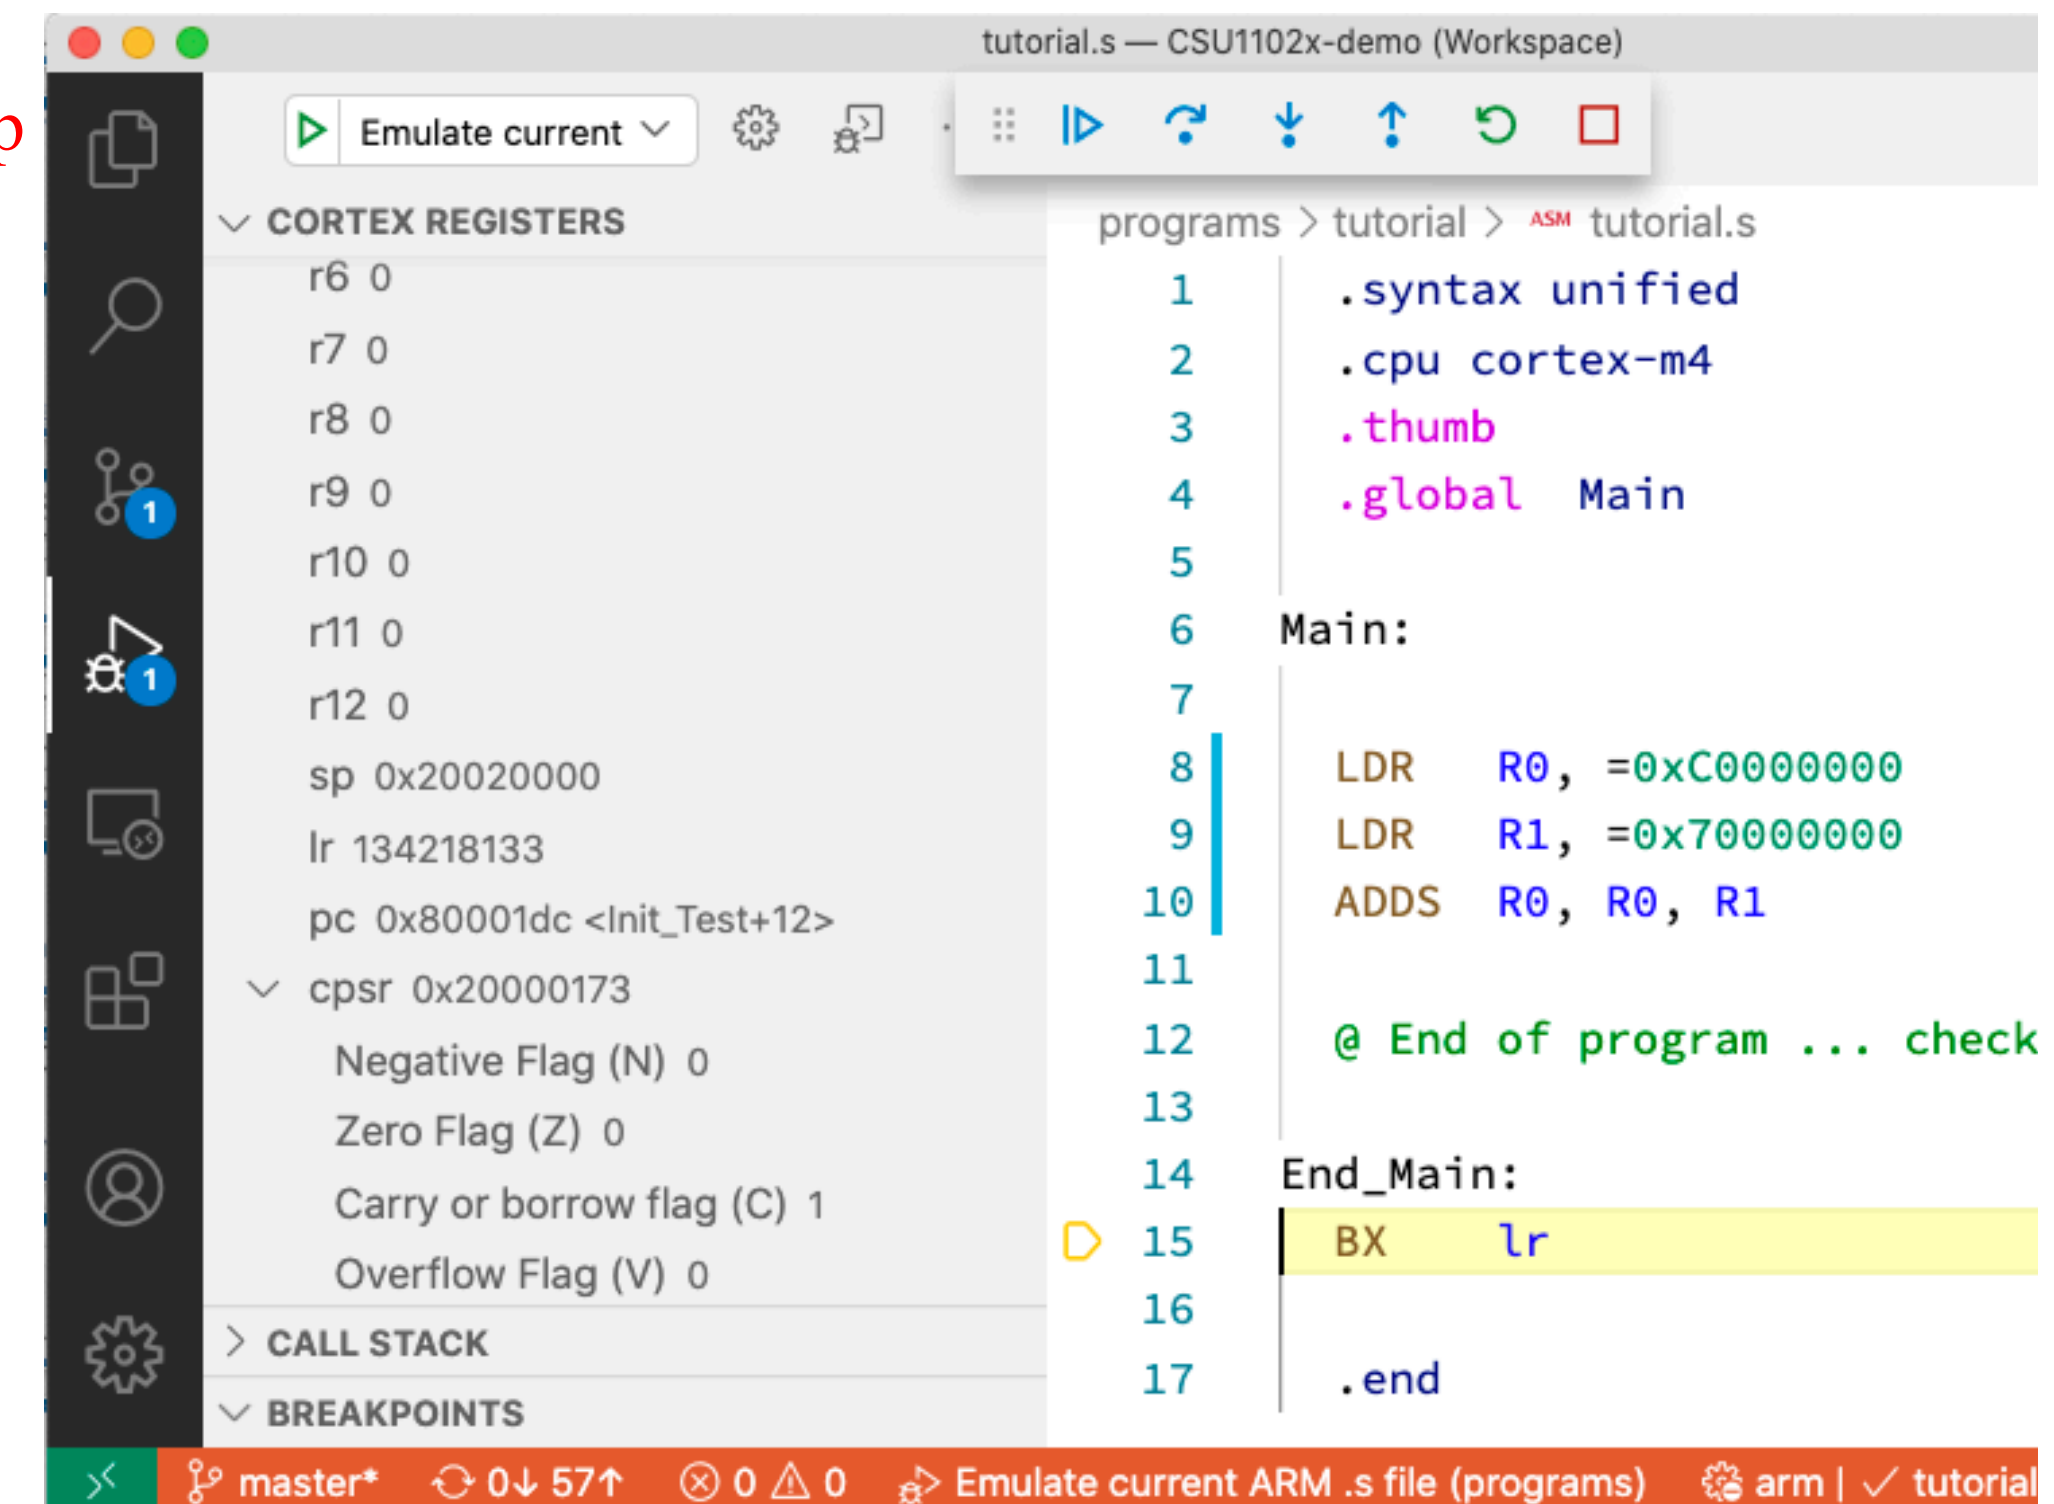 tutorial.s — CSU1102x-demo (Workspace)
p
Emulate current
CORTEX REGISTERS
r6 0
r7 0
r8 0
r9 0
r10 0
r11 0
r12 0
sp 0x20020000
lr 134218133
pc 0x80001dc <Init_Test+12>
cpsr 0x20000173
Negative Flag (N) 0
Zero Flag (Z) 0
Carry or borrow flag (C) 1
Overflow Flag (V) 0
CALL STACK
BREAKPOINTS
1
1
programs > tutorial > ASM tutorial.s
1 .syntax unified
2 .cpu cortex-m4
3 .thumb
4 .global Main
5
6 Main:
7
8 LDR R0, =0xC0000000
9 LDR R1, =0x70000000
10 ADDS R0, R0, R1
11
12 @ End of program ... check
13
14 End_Main:
15 BX lr
16
17 .end
master* 0↓ 57↑ 0 0 Emulate current ARM .s file (programs) arm | ✓ tutorial